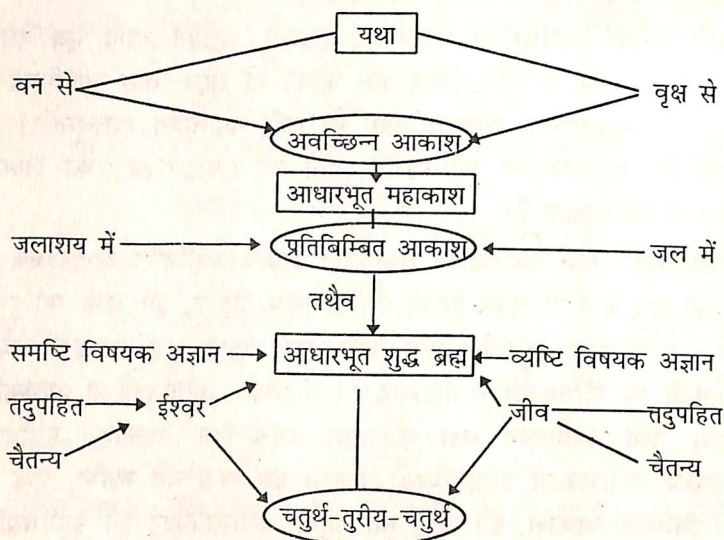 यथा
वन से
वृक्ष से
अवच्छिन्न आकाश
आधारभूत महाकाश
जलाशय में
प्रतिबिम्बित आकाश
जल में
तथैव
समष्टि विषयक अज्ञान
आधारभूत शुद्ध ब्रह्म
व्यष्टि विषयक अज्ञान
तदुपहित
ईश्वर
जीव
तदुपहित
चैतन्य
चैतन्य
चतुर्थ-तुरीय-चतुर्थ